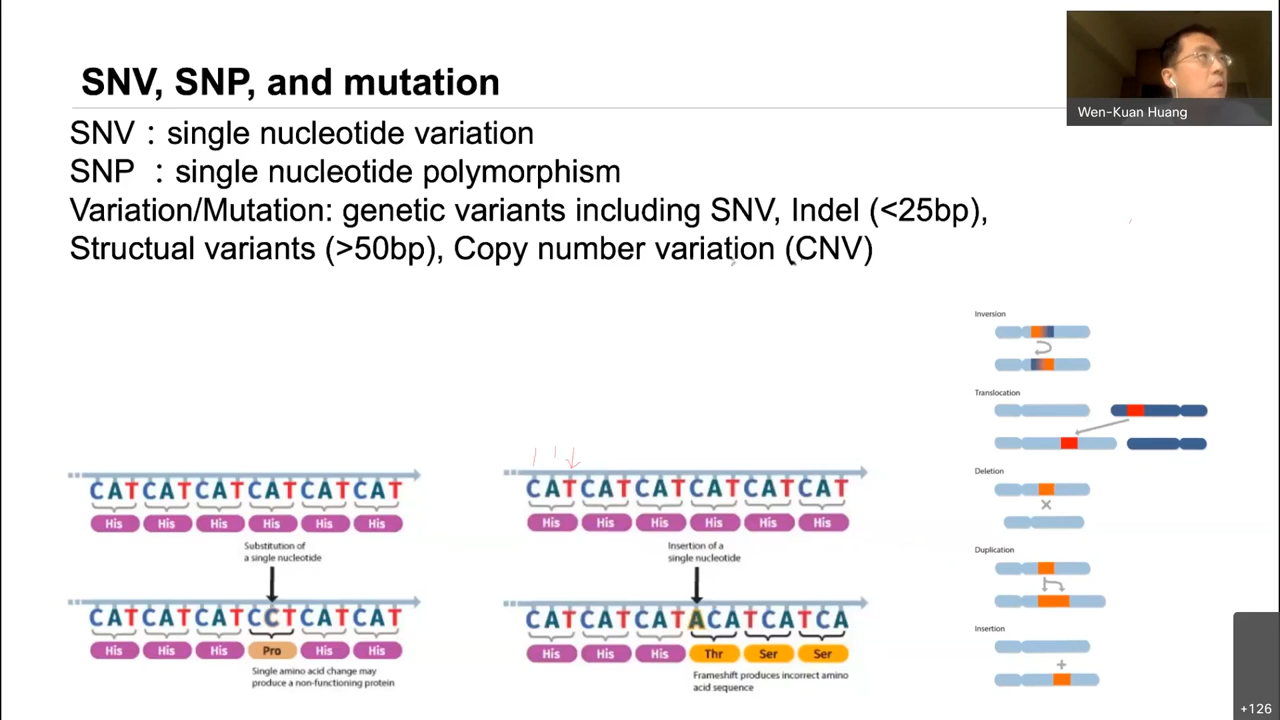 SNV, SNP, and mutation
Wen-Kuan Huang
SNV : single nucleotide variation
SNP : single nucleotide polymorphism
Variation/Mutation: genetic variants including SNV, Indel (<25bp),
Structual variants (>50bp), Copy number variation (CNV)
CATCATCATCATCATCAT
His His His His His His
Substitution of
a single nucleotide
CATCATCATCCTCATCAT
His His His Pro His His
Single amino acid change may
produce a non-functioning protein
CATCATCATCATCATCAT
His His His His His His
Insertion of a
single nucleotide
CATCATCATACATCATCA
His His His Thr Ser Ser
Frameshift produces incorrect amino
acid sequence
Inversion
Translocation
Deletion
Duplication
Insertion
+126